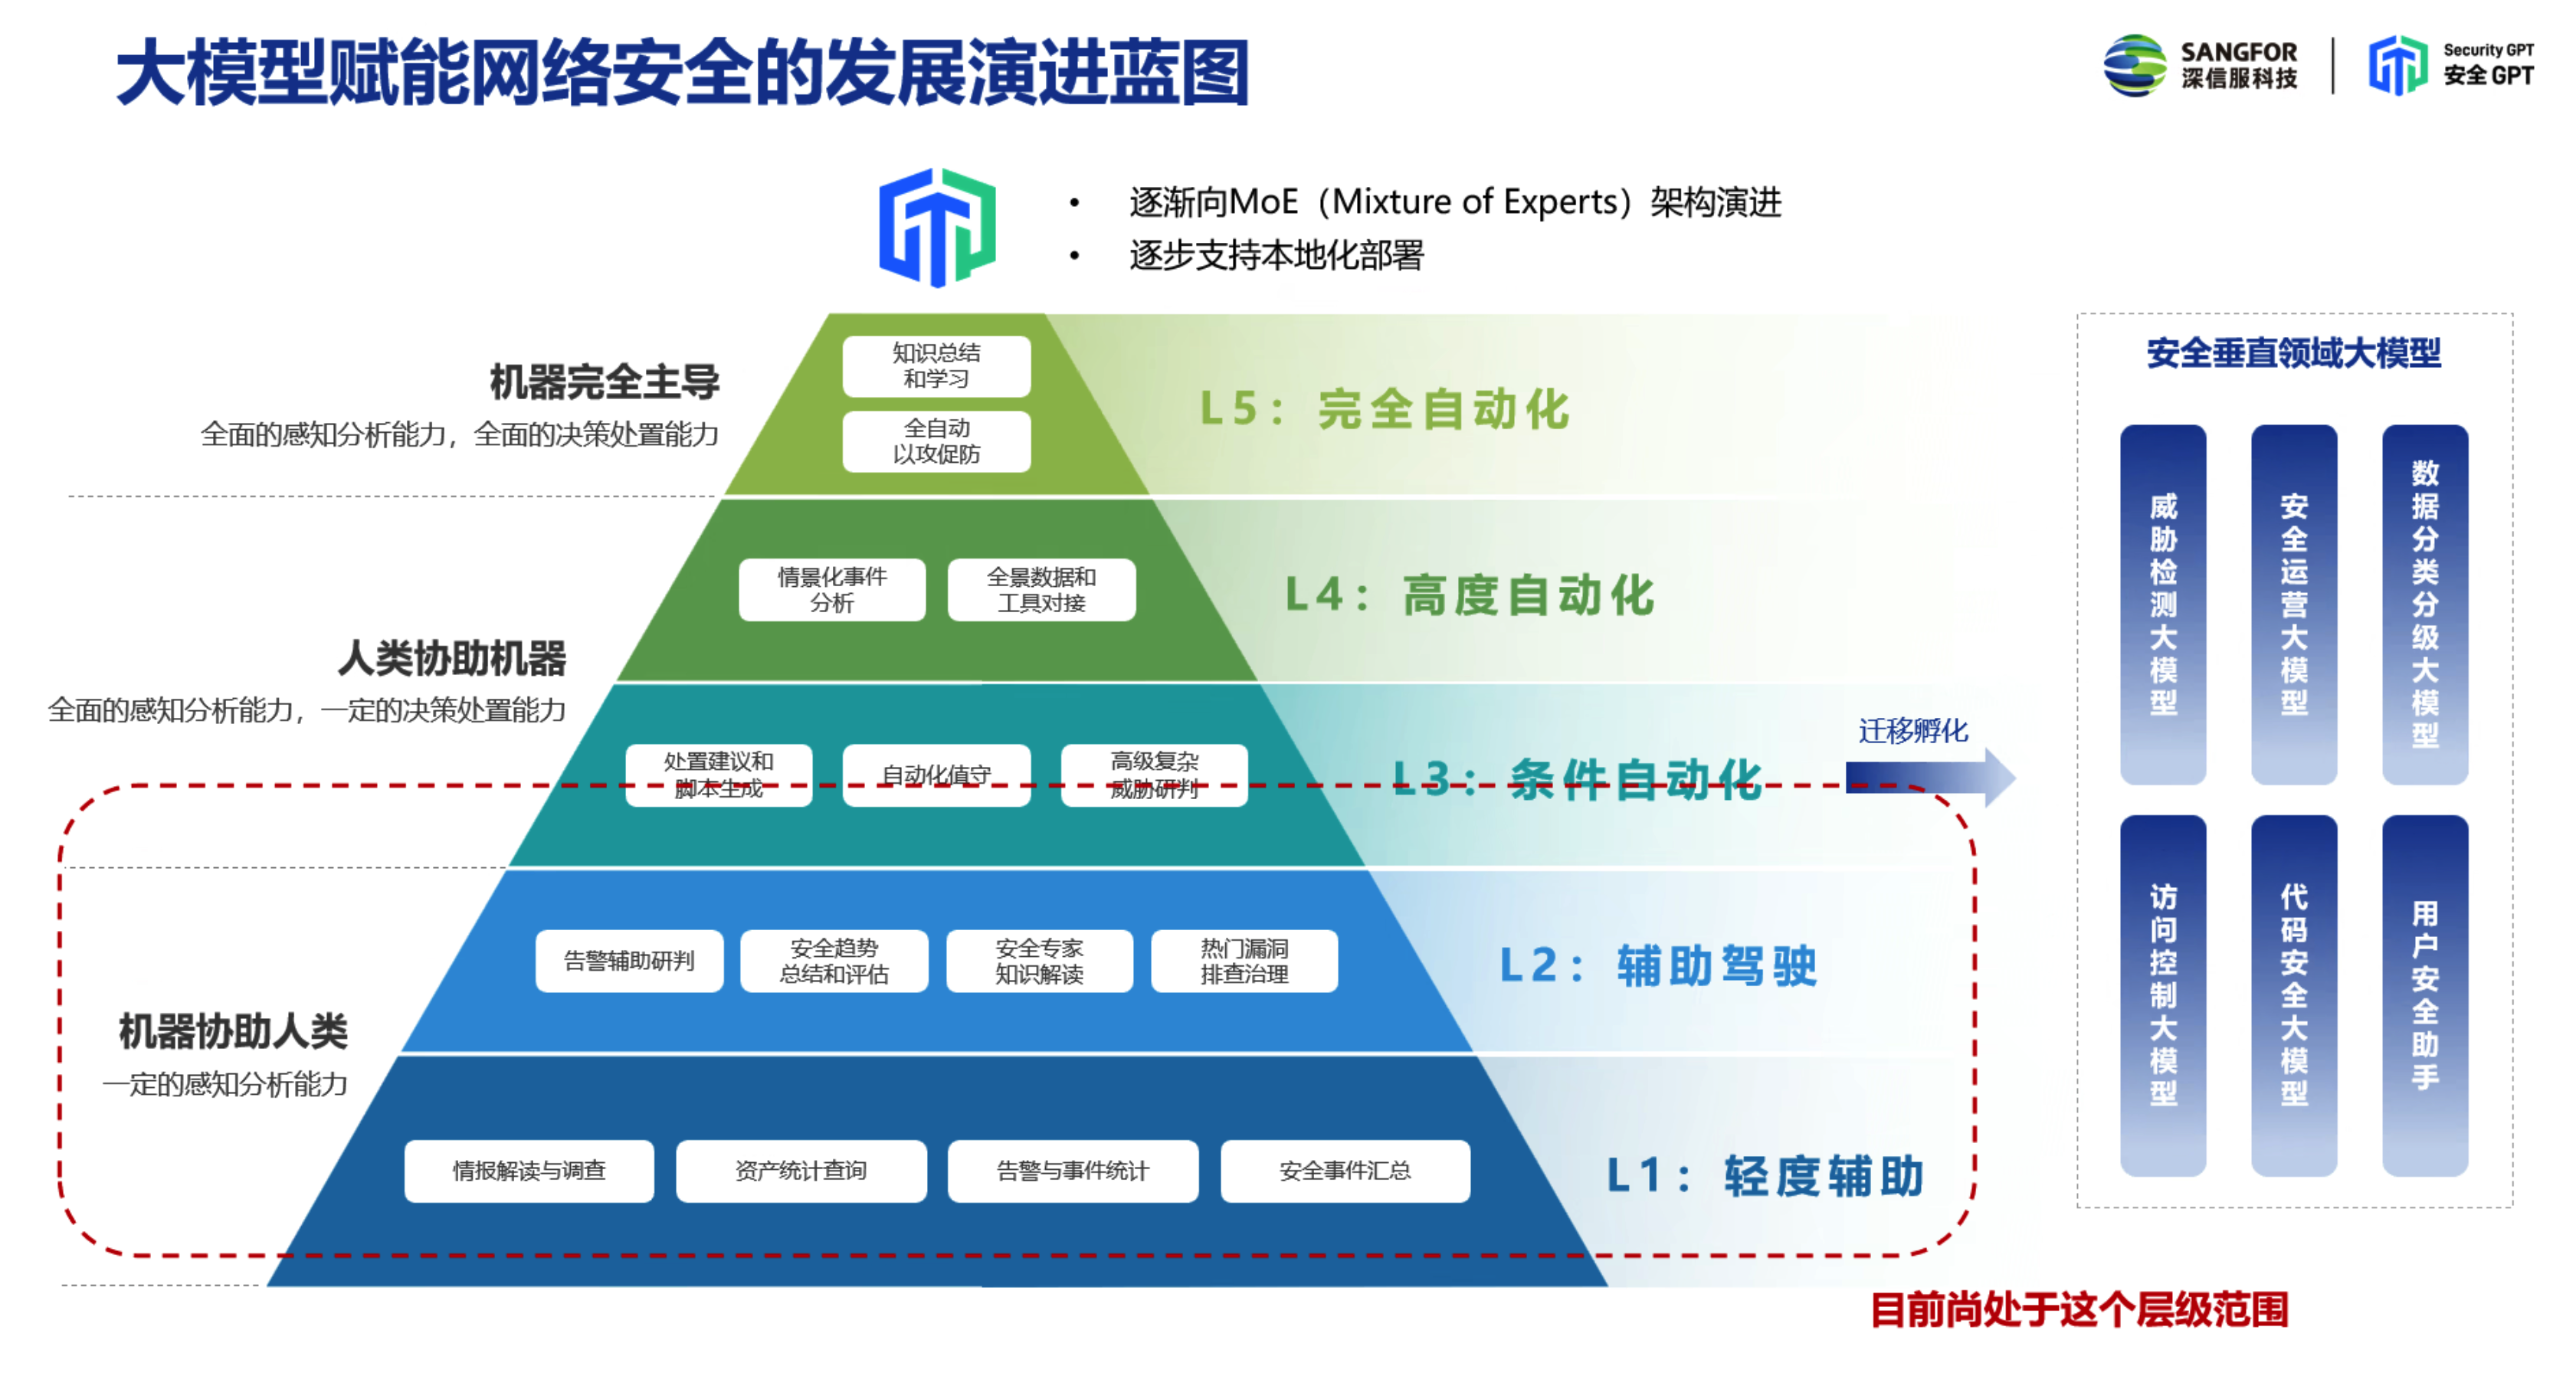 大模型赋能网络安全的发展演进蓝图
SANGFOR
深信服科技
Security GPT
安全GPT
• 逐渐向MoE（Mixture of Experts）架构演进
• 逐步支持本地化部署
机器完全主导
全面的感知分析能力，全面的决策处置能力
知识总结
和学习
全自动
以攻促防
L5：完全自动化
人类协助机器
全面的感知分析能力，一定的决策处置能力
情景化事件
分析
全景数据和
工具对接
L4：高度自动化
处置建议和
脚本生成
自动化值守
高级复杂
威胁研判
L3：条件自动化
迁移孵化
机器协助人类
一定的感知分析能力
告警辅助研判
安全趋势
总结和评估
安全专家
知识解读
热门漏洞
排查治理
L2：辅助驾驶
情报解读与调查
资产统计查询
告警与事件统计
安全事件汇总
L1：轻度辅助
目前尚处于这个层级范围
安全垂直领域大模型
威胁检测大模型
安全运营大模型
数据分类分级大模型
访问控制大模型
代码安全大模型
用户安全助手